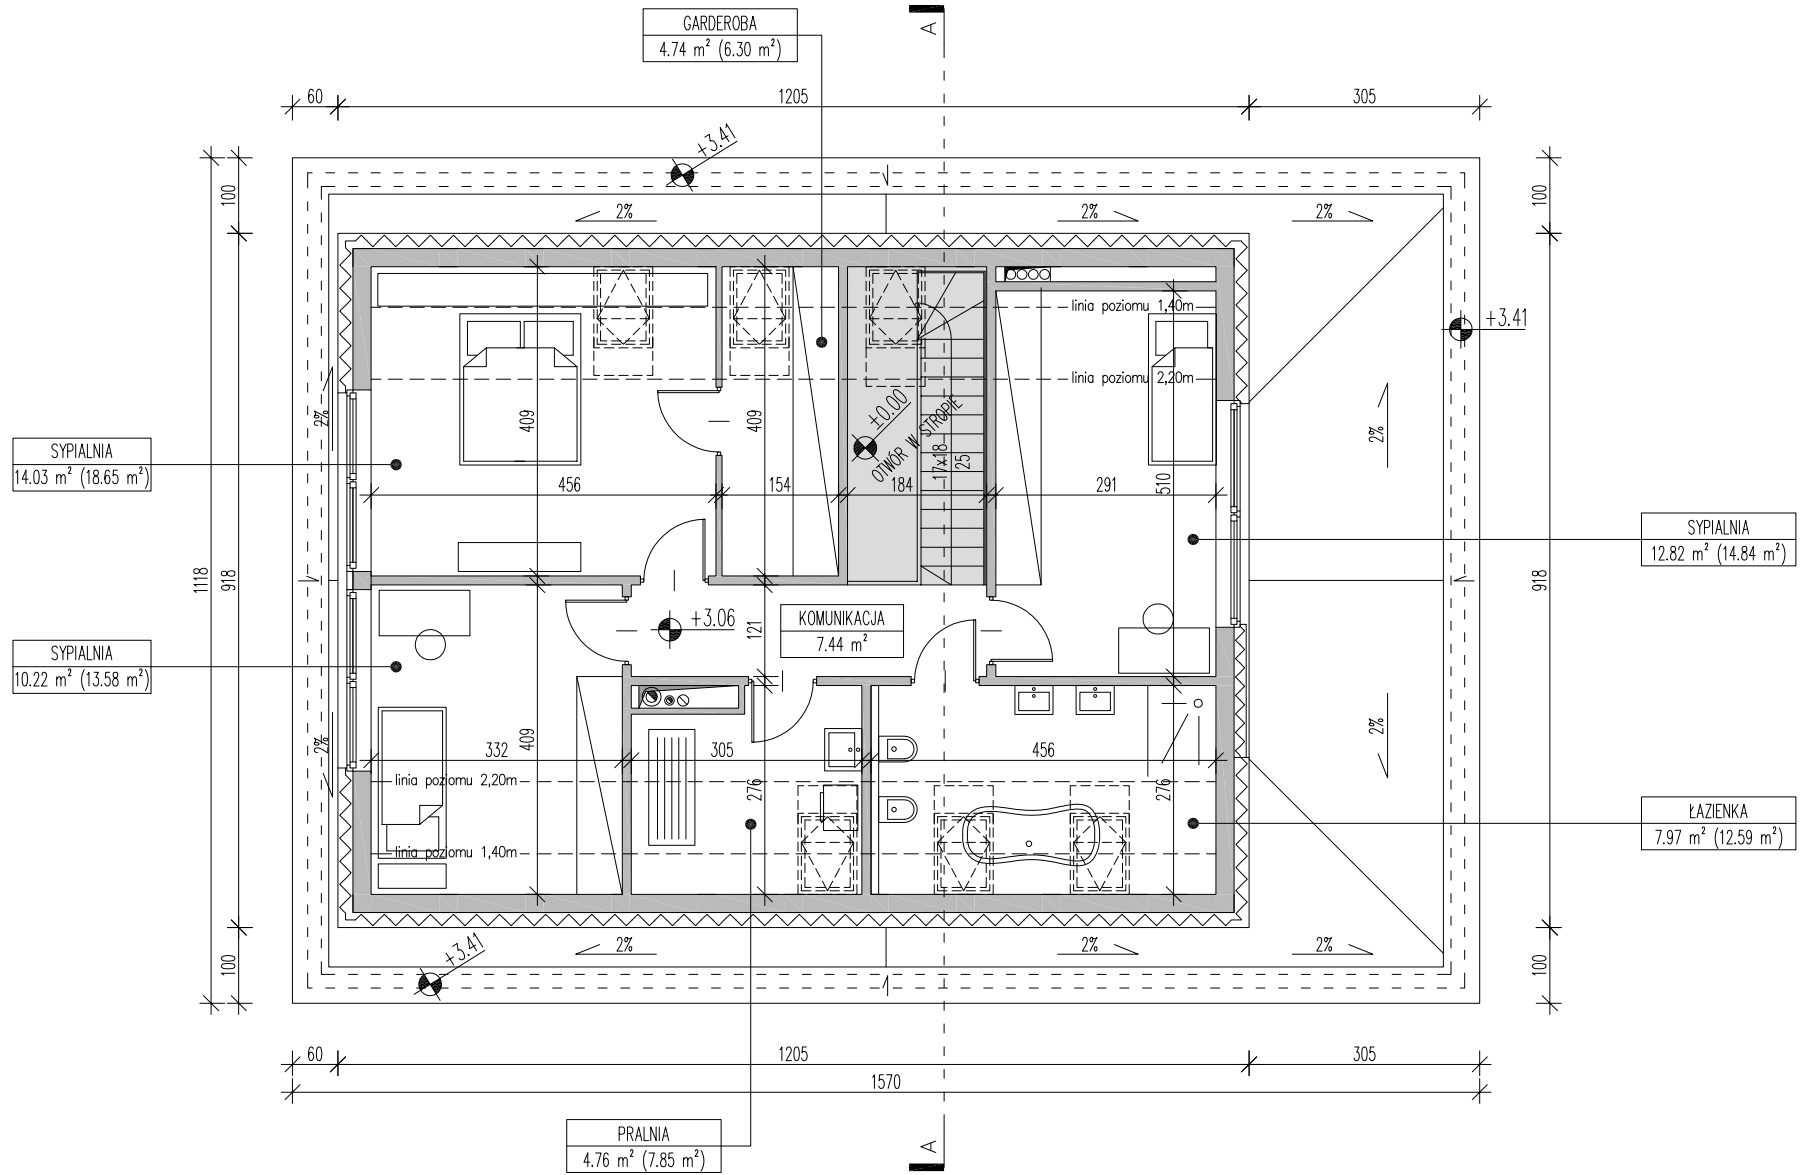 GARDEROBA
4.74 m² (6.30 m²)
A
60
1205
305
+3.41
100
100
2%
2%
2%
linia poziomu 1,40m
+3.41
linia poziomu 2,20m
2%
409
409
±0.00
OTWÓR W STROPIE
17x18
25
2%
SYPIALNIA
14.03 m² (18.65 m²)
456
154
184
291
510
SYPIALNIA
12.82 m² (14.84 m²)
1118
918
918
+3.06
121
KOMUNIKACJA
7.44 m²
SYPIALNIA
10.22 m² (13.58 m²)
2%
2%
332
409
305
456
linia poziomu 2,20m
276
276
ŁAZIENKA
7.97 m² (12.59 m²)
linia poziomu 1,40m
2%
2%
2%
+3.41
100
100
60
1205
305
1570
PRALNIA
4.76 m² (7.85 m²)
A